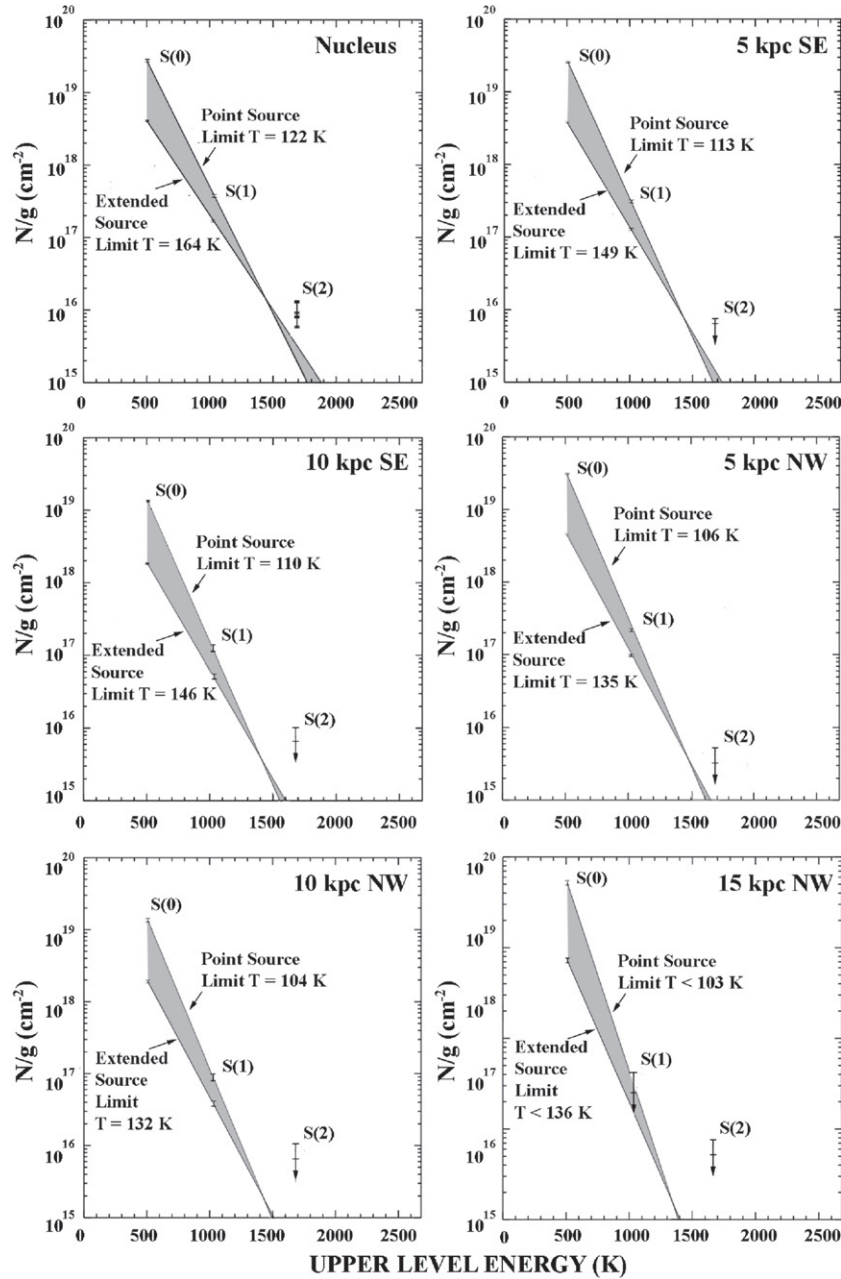 Nucleus
10^20
S(0)
10^19
Point Source
Limit T = 122 K
10^18
S(1)
Extended
Source
Limit T = 164 K
10^17
S(2)
10^16
10^15
N/g (cm^-2)
0 500 1000 1500 2000 2500
5 kpc SE
10^20
S(0)
10^19
Point Source
Limit T = 113 K
10^18
S(1)
Extended
Source
Limit T = 149 K
10^17
S(2)
10^16
10^15
N/g (cm^-2)
0 500 1000 1500 2000 2500
10 kpc SE
10^20
S(0)
10^19
Point Source
Limit T = 110 K
10^18
S(1)
Extended
Source
Limit T = 146 K
10^17
S(2)
10^16
10^15
N/g (cm^-2)
0 500 1000 1500 2000 2500
5 kpc NW
10^20
S(0)
10^19
Point Source
Limit T = 106 K
10^18
S(1)
Extended
Source
Limit T = 135 K
10^17
S(2)
10^16
10^15
N/g (cm^-2)
0 500 1000 1500 2000 2500
10 kpc NW
10^20
S(0)
10^19
Point Source
Limit T = 104 K
10^18
S(1)
Extended
Source
Limit
T = 132 K
10^17
S(2)
10^16
10^15
N/g (cm^-2)
0 500 1000 1500 2000 2500
15 kpc NW
10^20
S(0)
10^19
Point Source
Limit T < 103 K
10^18
S(1)
Extended
Source
Limit
T < 136 K
10^17
S(2)
10^16
10^15
N/g (cm^-2)
0 500 1000 1500 2000 2500
UPPER LEVEL ENERGY (K)